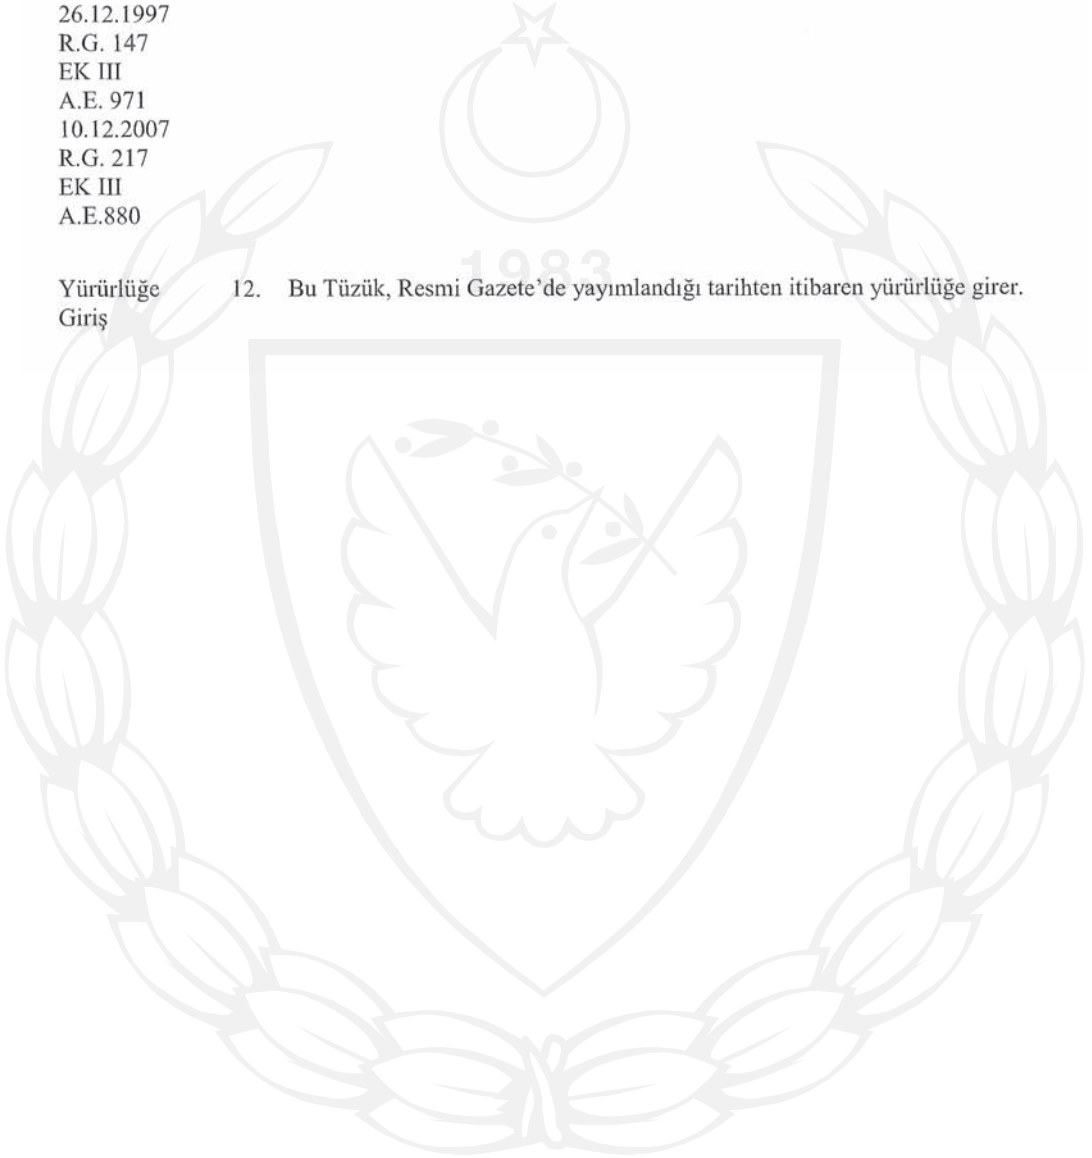 26.12.1997
R.G. 147
EK III
A.E. 971
10.12.2007
R.G. 217
EK III
A.E.880
1983
Yürürlüğe 12. Bu Tüzük, Resmi Gazete’de yayımlandığı tarihten itibaren yürürlüğe girer.
Giriş